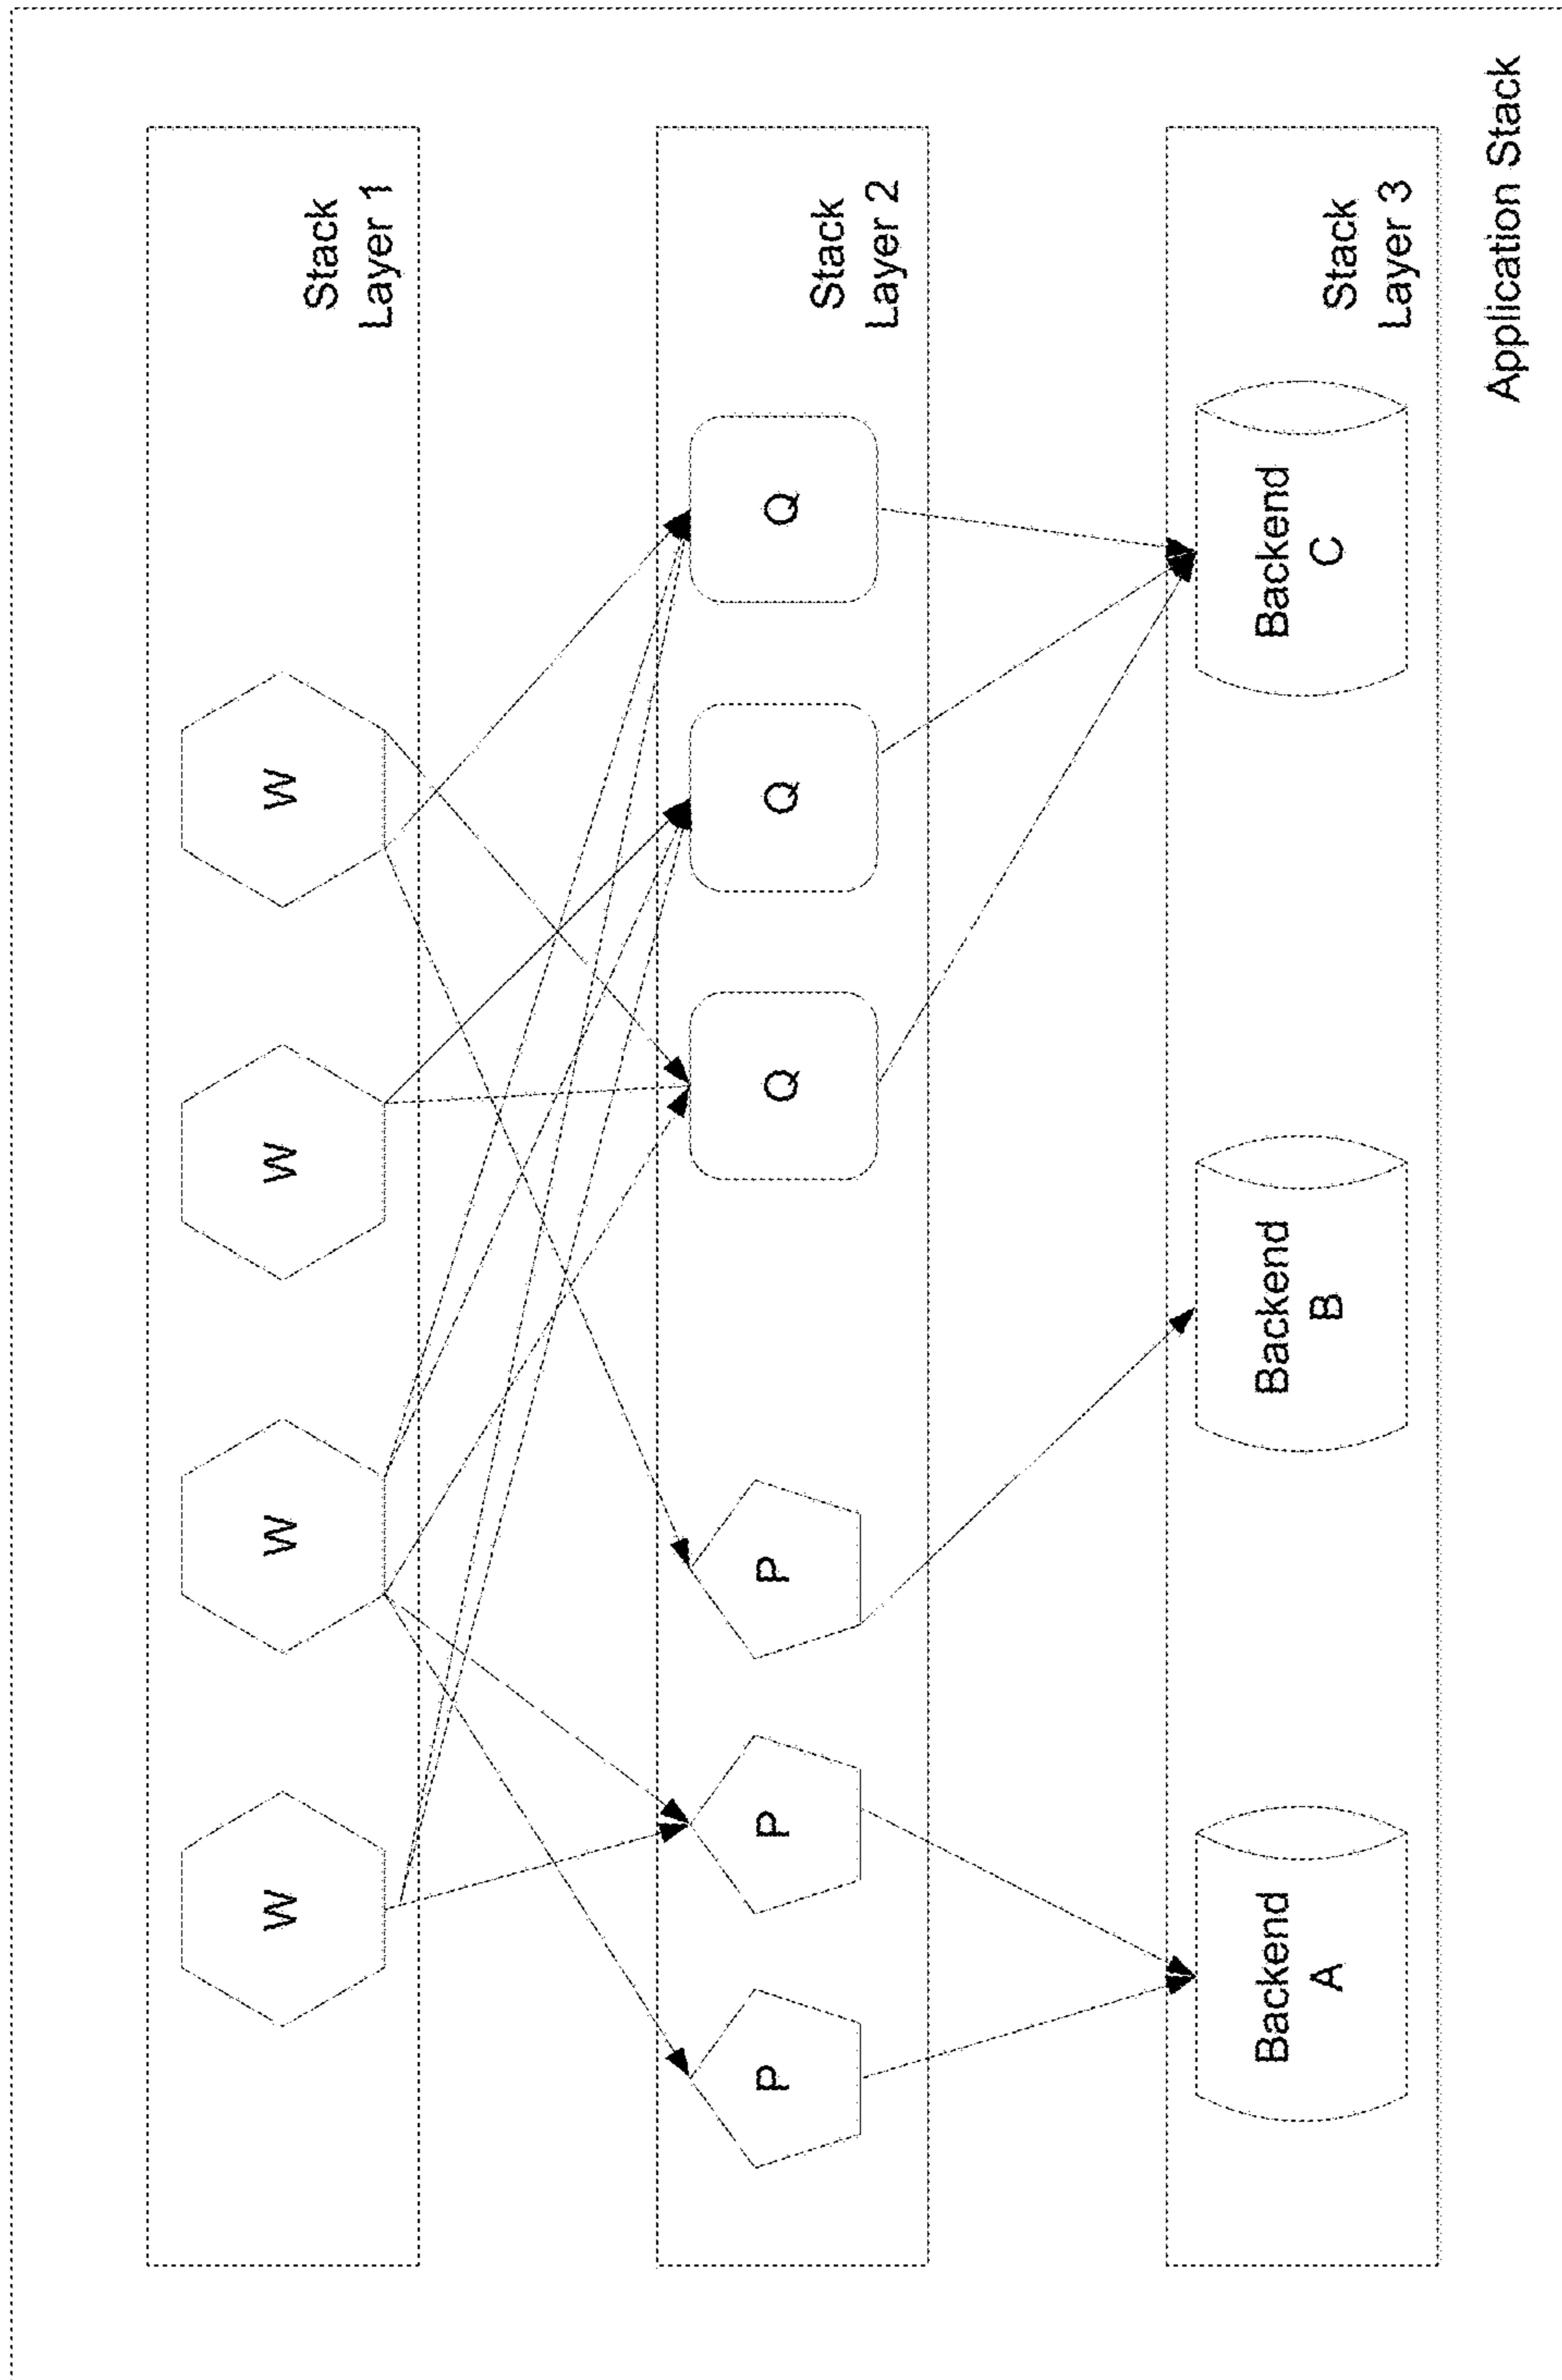 W
W
W
W
Stack
Layer 1
P
P
P
Q
Q
Q
Stack
Layer 2
Backend
A
Backend
B
Backend
C
Stack
Layer 3
Application Stack